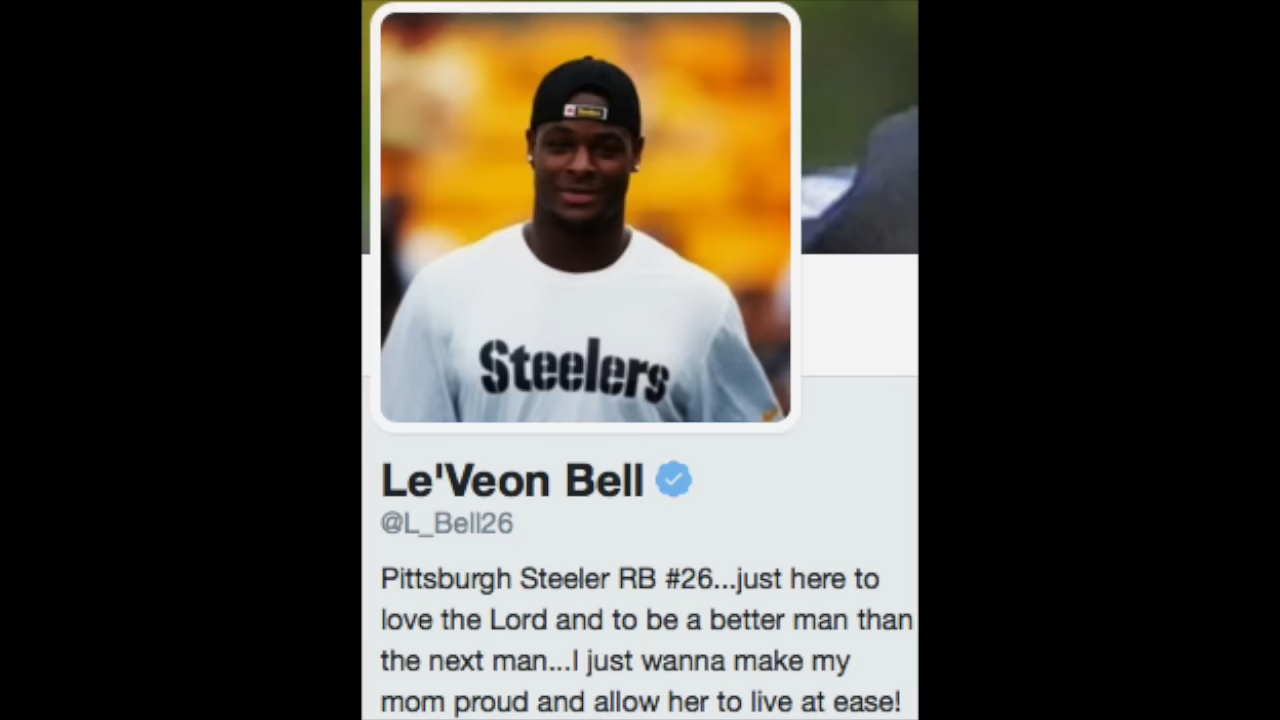 Steelers
Le'Veon Bell
@L_Bell26
Pittsburgh Steeler RB #26...just here to
love the Lord and to be a better man than
the next man...I just wanna make my
mom proud and allow her to live at ease!